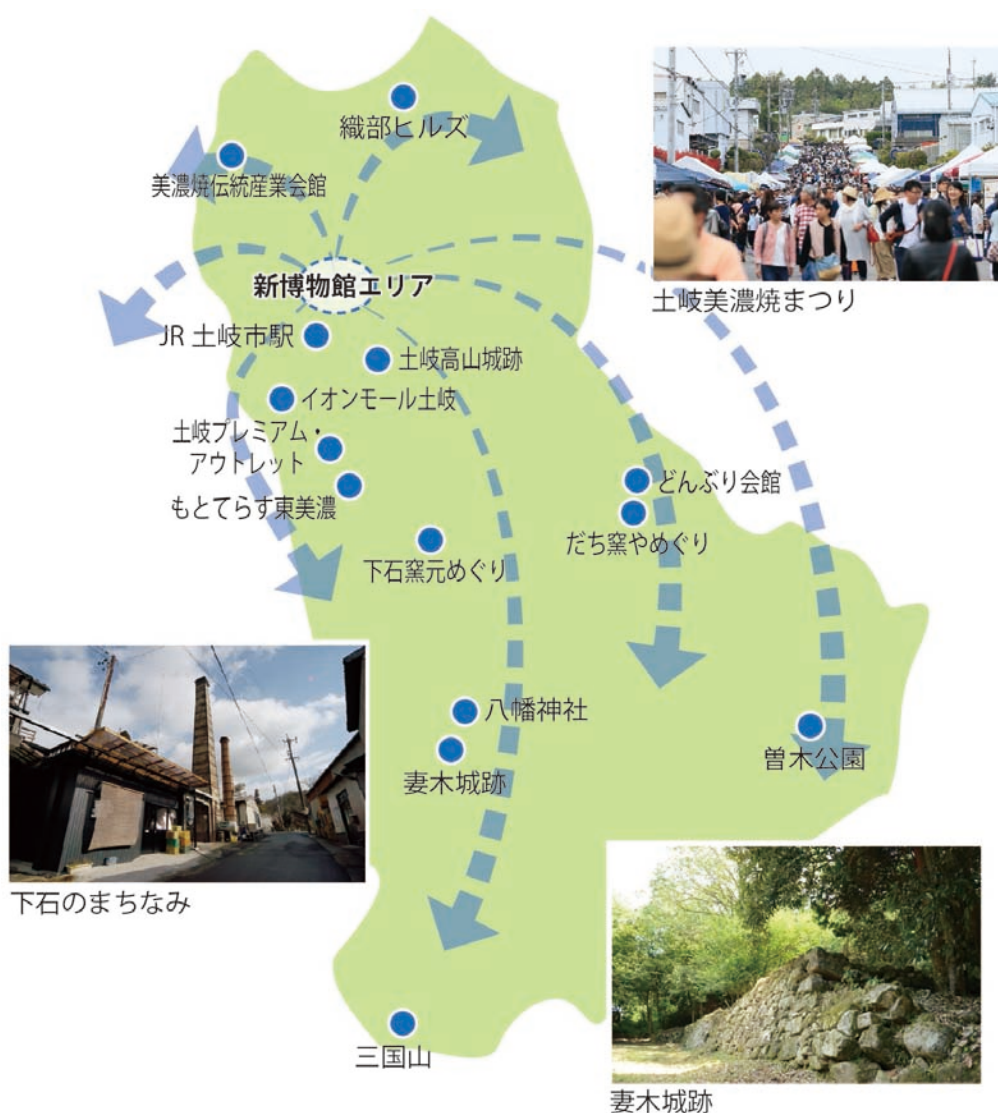 織部ヒルズ
美濃焼伝統産業会館
土岐美濃焼まつり
新博物館エリア
JR 土岐市駅
土岐高山城跡
イオンモール土岐
土岐プレミアム・
アウトレット
もとてらす東美濃
どんぶり会館
だち窯やめぐり
下石窯元めぐり
八幡神社
妻木城跡
曽木公園
下石のまちなみ
三国山
妻木城跡